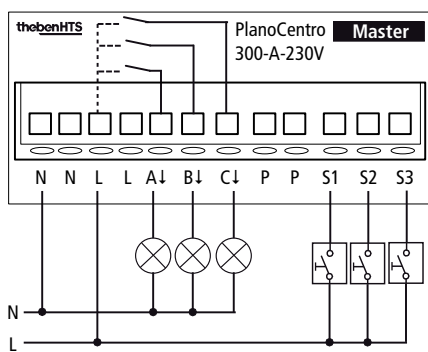 thebenHTS
PlanoCentro Master
300-A-230V
N N L L A↓ B↓ C↓ P P S1 S2 S3
N
L